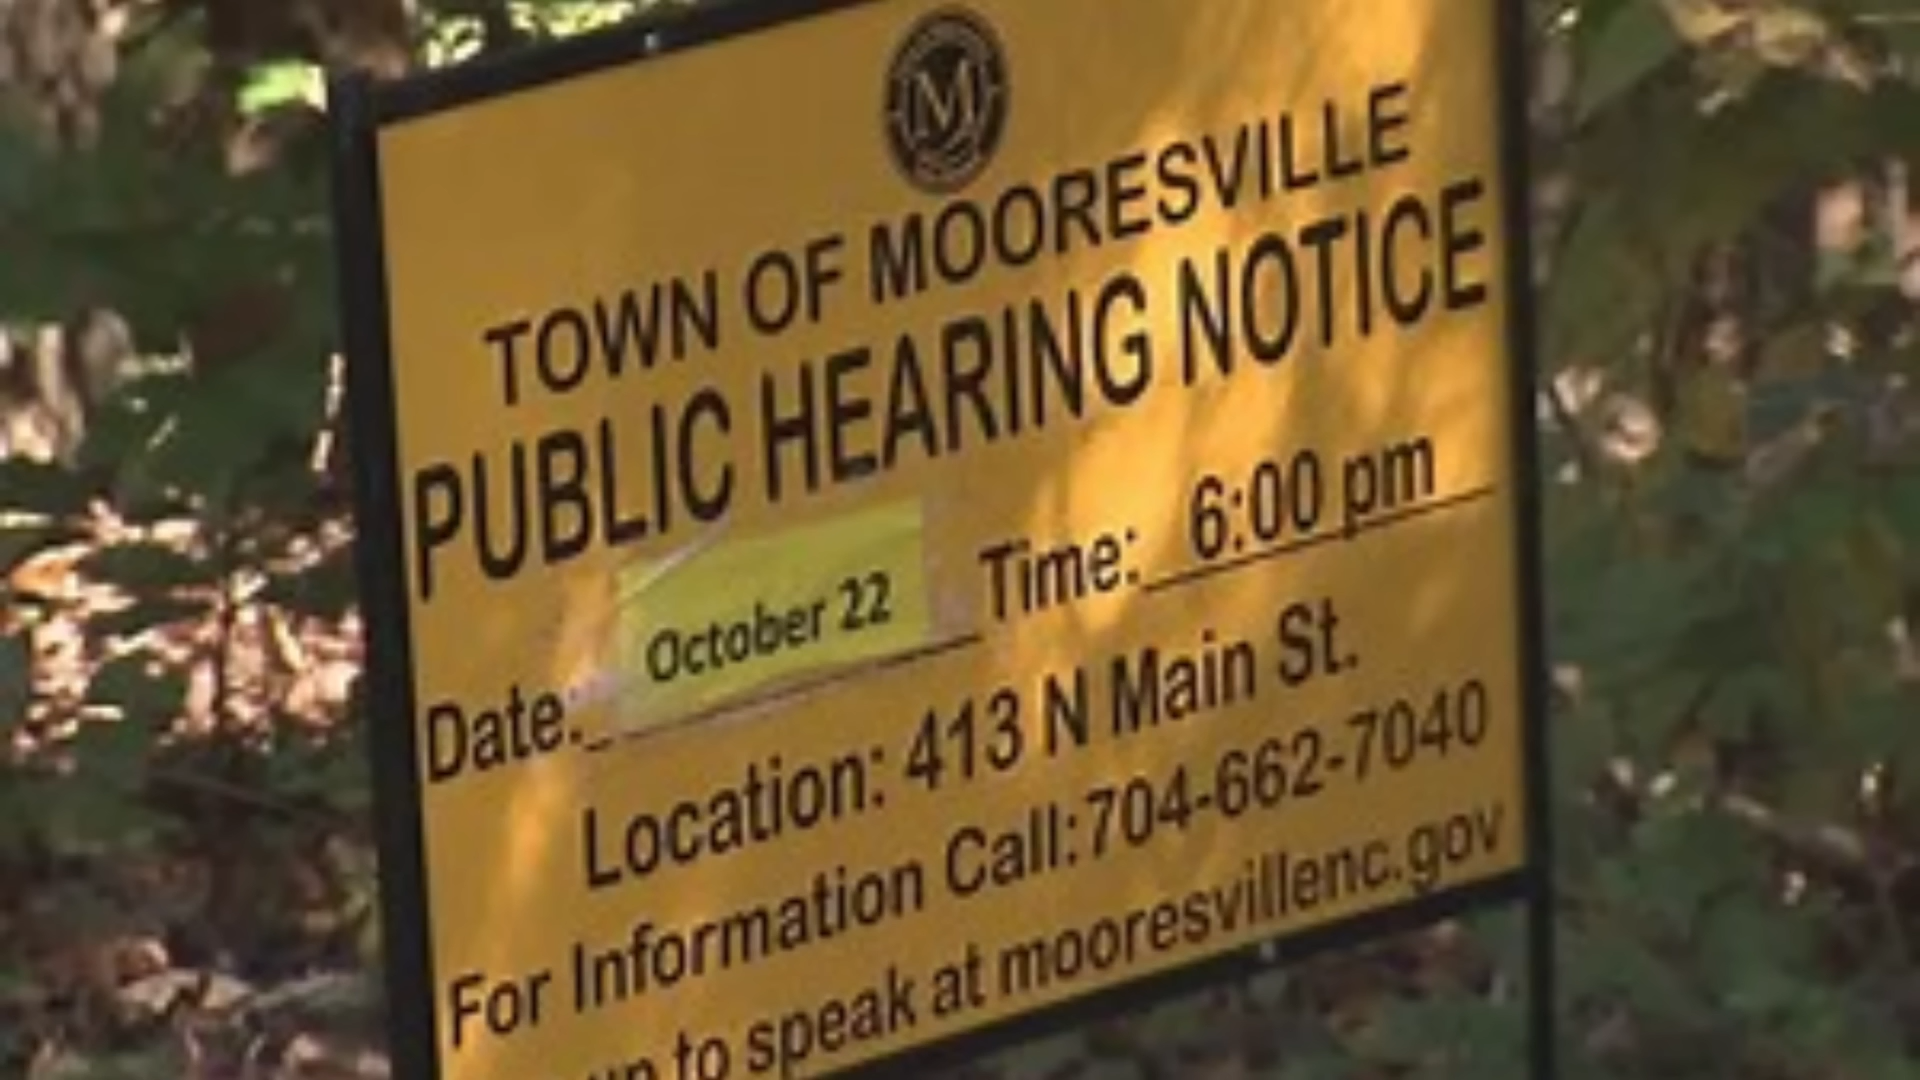 M
TOWN OF MOORESVILLE
PUBLIC HEARING NOTICE
Date: October 22 Time: 6:00 pm
Location: 413 N Main St.
For Information Call: 704-662-7040
up to speak at mooresvillenc.gov